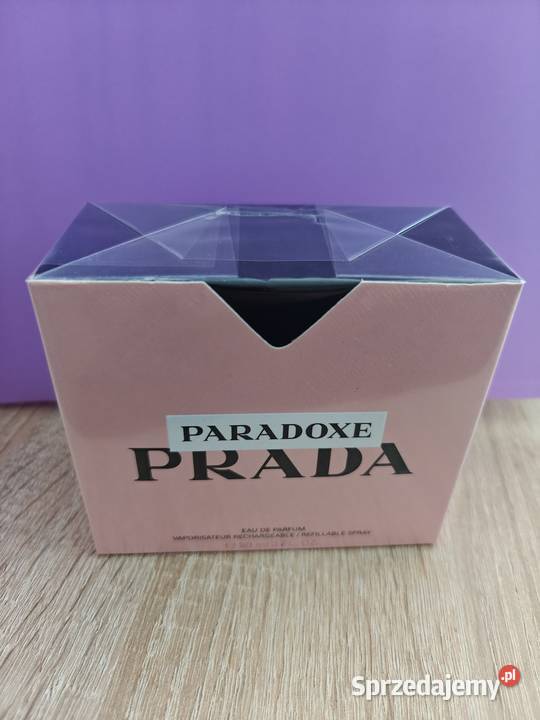 PARADOXE
PRADA
EAU DE PARFUM
VAPORISATEUR RECHARGEABLE / REFILLABLE SPRAY
Sprzedajemy.pl